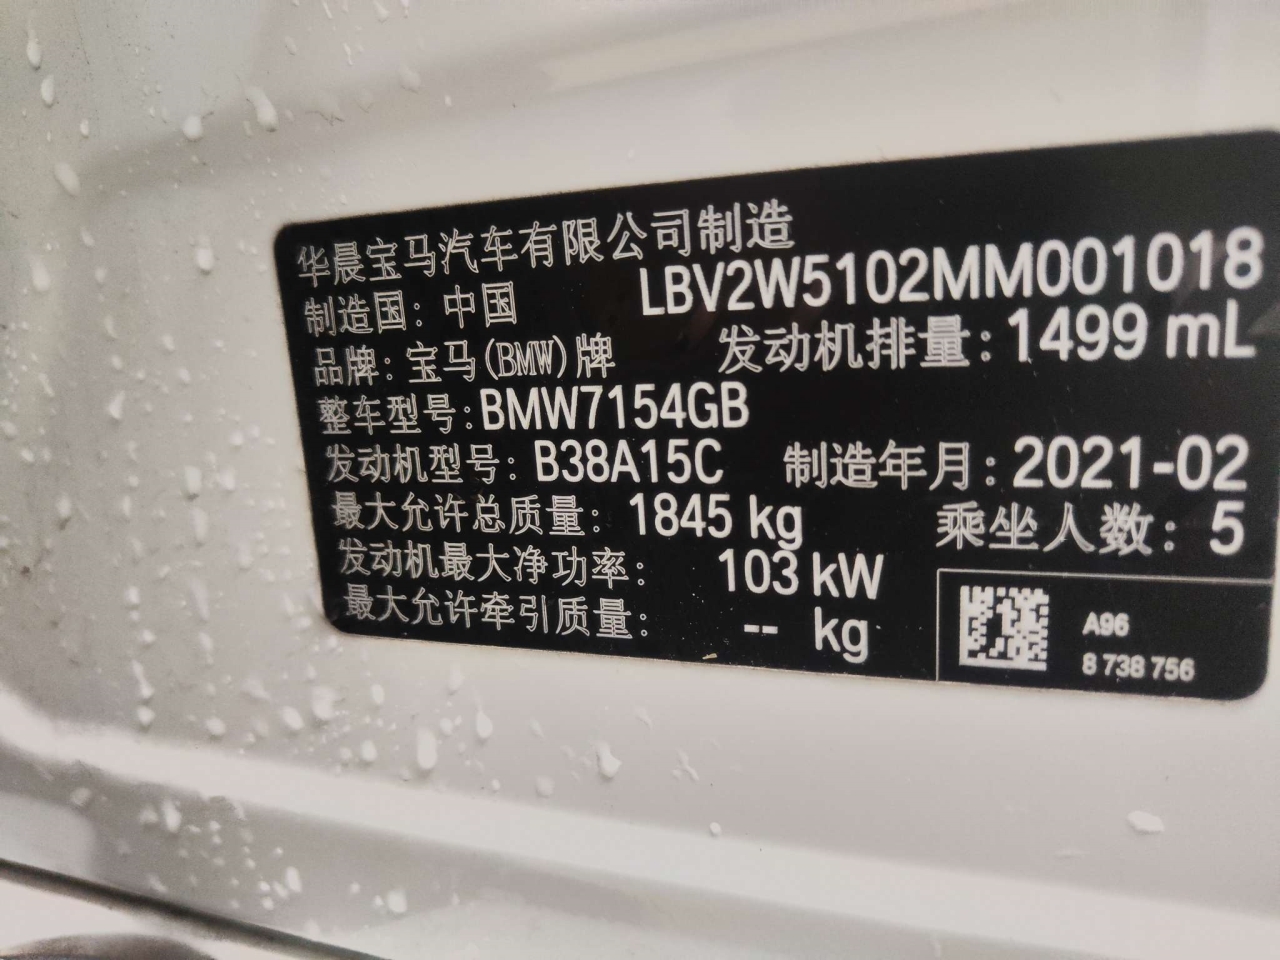 华晨宝马汽车有限公司制造
制造国：中国 LBV2W5102MM001018
品牌：宝马(BMW)牌 发动机排量：1499 mL
整车型号：BMW7154GB
发动机型号：B38A15C 制造年月：2021-02
最大允许总质量：1845 kg 乘坐人数：5
发动机最大净功率：103 kW
最大允许牵引质量：-- kg
A96
8 738 756